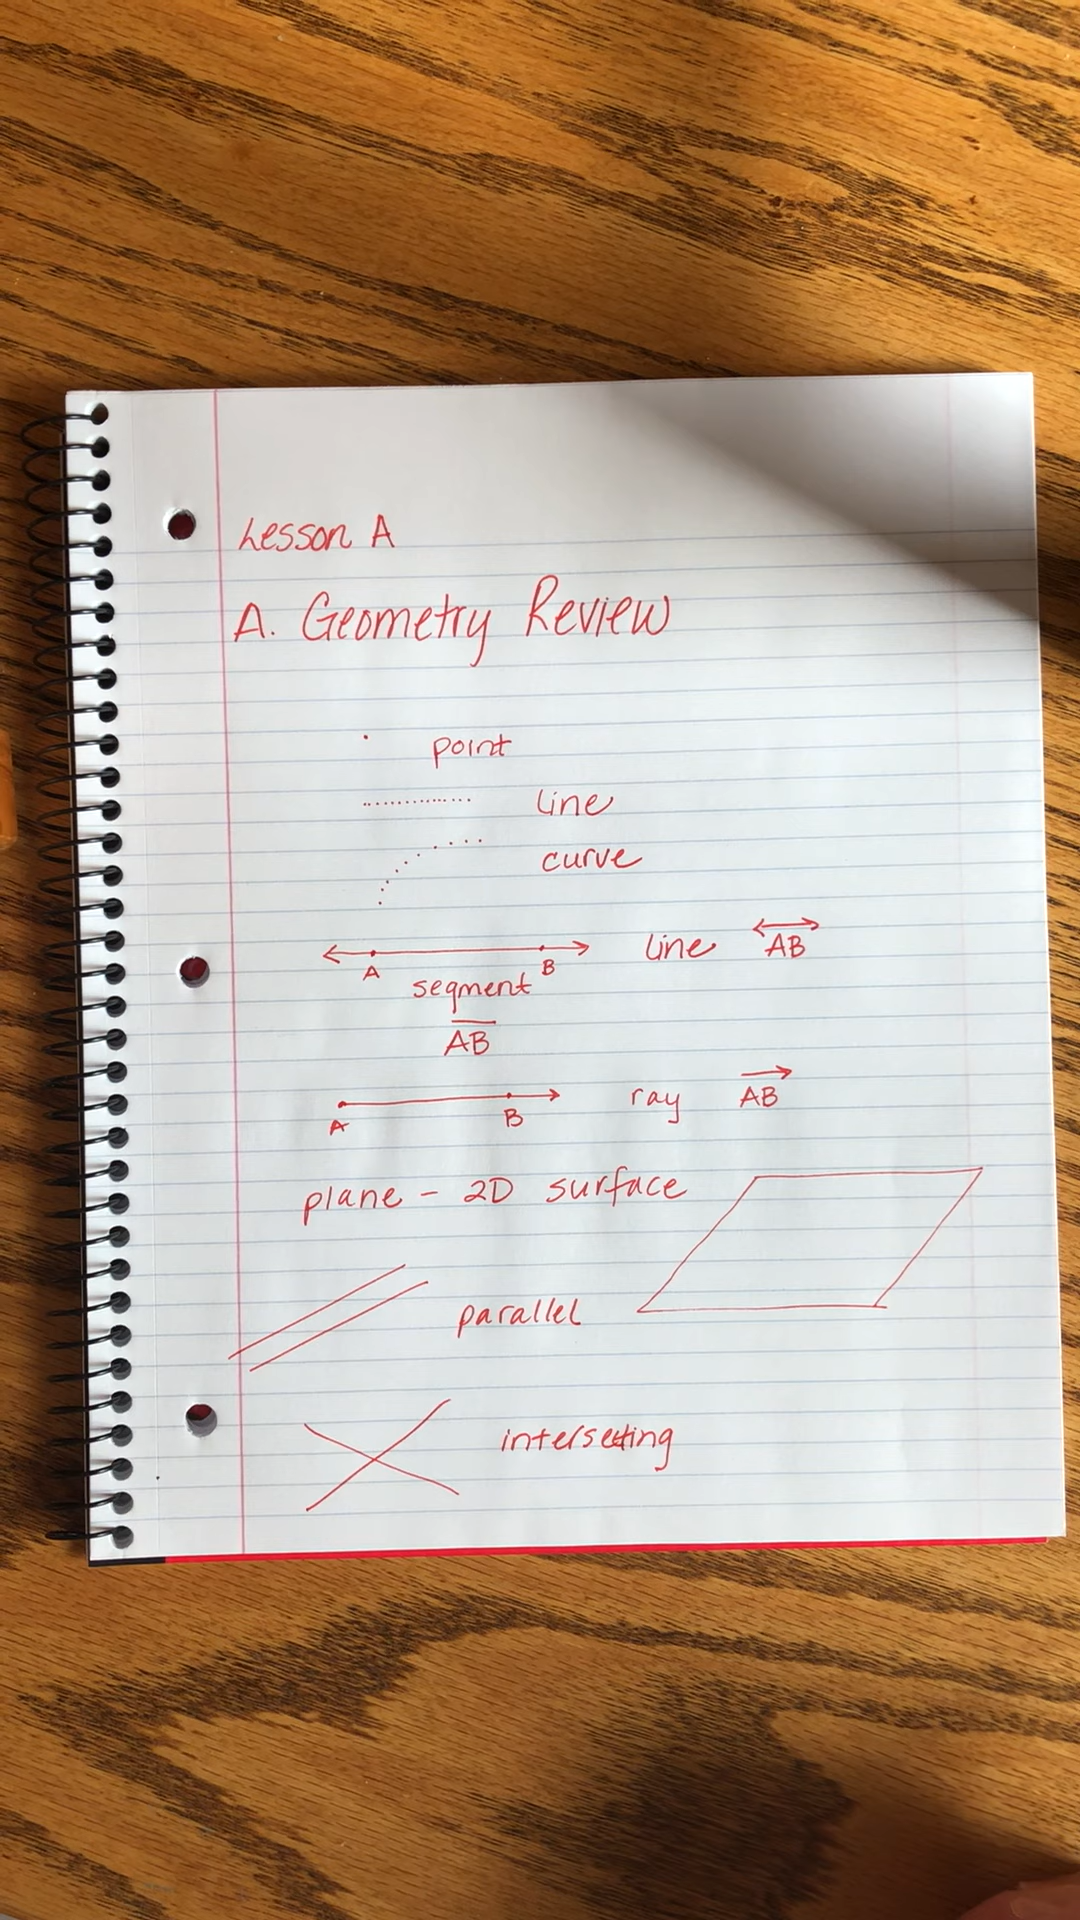 Lesson A
A. Geometry Review
point
line
curve
A B line AB
segment
AB
A B ray AB
plane - 2D surface
parallel
intersecting